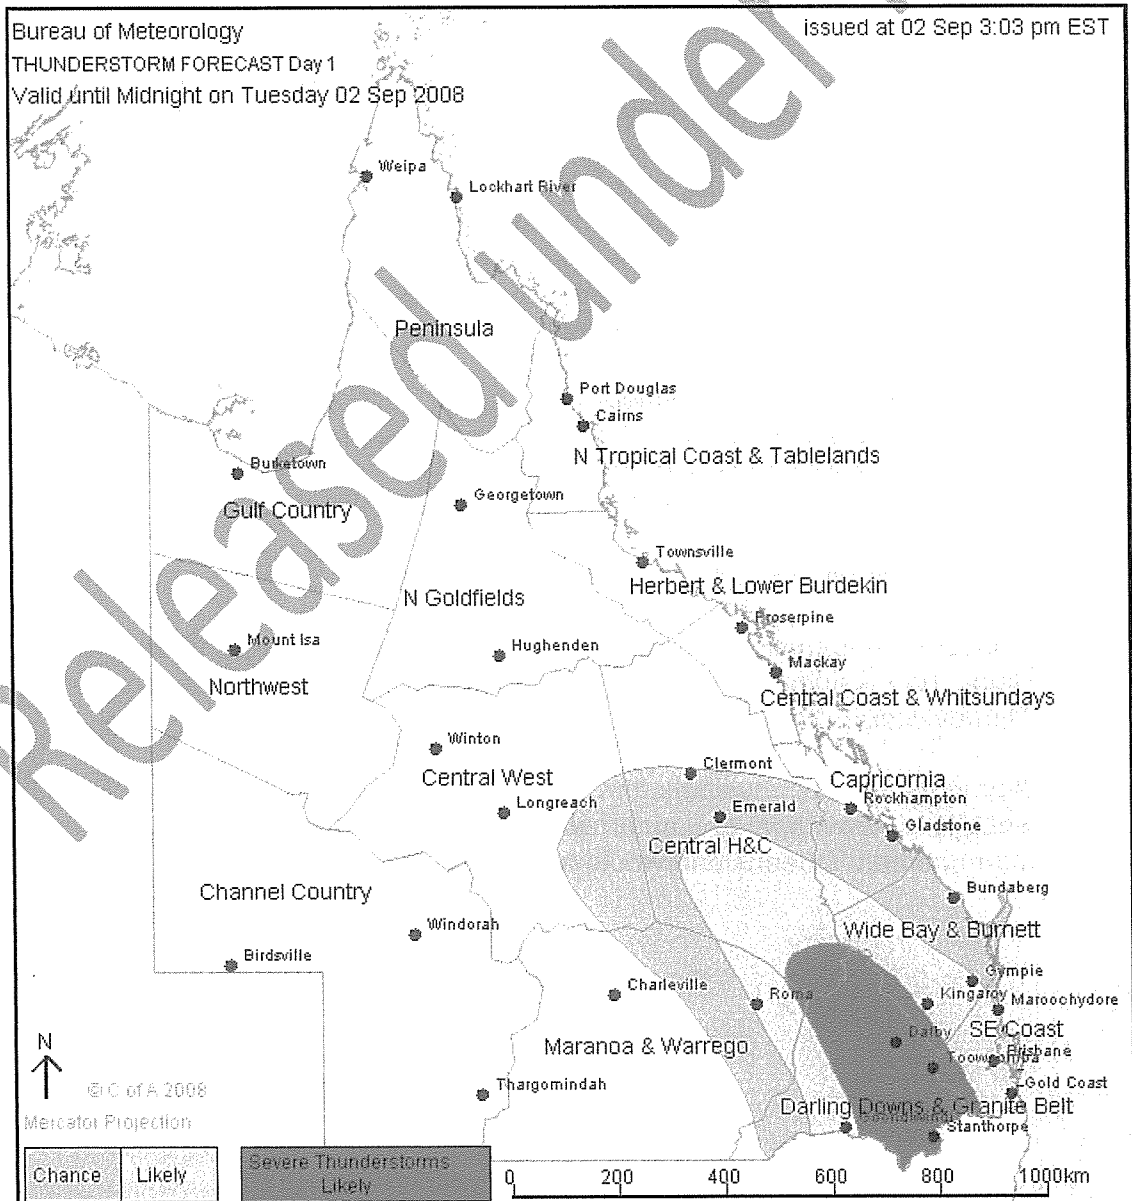 Bureau of Meteorology
issued at 02 Sep 3:03 pm EST
THUNDERSTORM FORECAST Day 1
Valid until Midnight on Tuesday 02 Sep 2008
Released under
Weipa
Lockhart River
Peninsula
Port Douglas
Cairns
N Tropical Coast & Tablelands
Burketown
Georgetown
Gulf Country
Townsville
Herbert & Lower Burdekin
N Goldfields
Proserpine
Mount Isa
Hughenden
Mackay
Northwest
Central Coast & Whitsundays
Winton
Clermont
Central West
Capricornia
Longreach
Emerald
Rockhampton
Gladstone
Central H&C
Channel Country
Bundaberg
Windorah
Wide Bay & Burnett
Birdsville
Gympie
Charleville
Roma
Kingaroy
Maroochydore
SE Coast
Dalby
Maranoa & Warrego
Brisbane
Toowoomba
N
Thargomindah
Gold Coast
© C of A 2008
Darling Downs & Granite Belt
Mercator Projection
Stanthorpe
Chance
Likely
Severe Thunderstorms
Likely
0 200 400 600 800 1000km